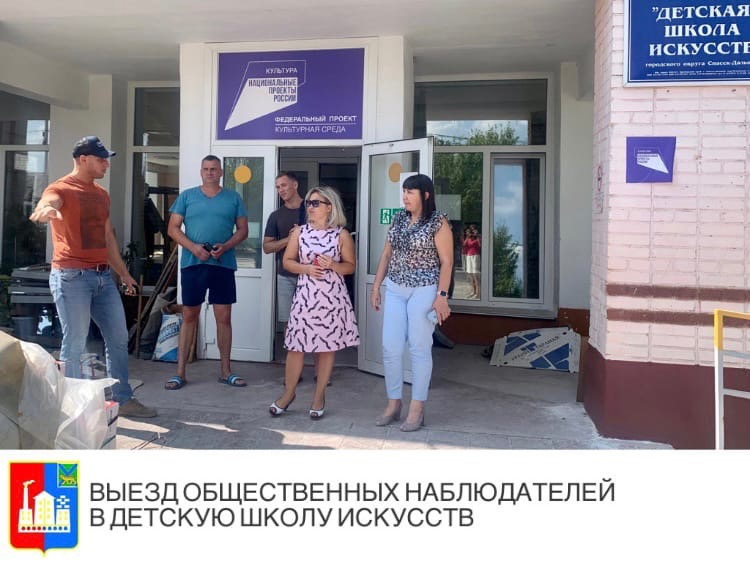 КУЛЬТУРА
НАЦИОНАЛЬНЫЕ
ПРОЕКТЫ
РОССИИ
ФЕДЕРАЛЬНЫЙ ПРОЕКТ
КУЛЬТУРНАЯ СРЕДА
"ДЕТСКАЯ
ШКОЛА
ИСКУССТВ
городского округа Спасск-Даль
ВЫЕЗД ОБЩЕСТВЕННЫХ НАБЛЮДАТЕЛЕЙ
В ДЕТСКУЮ ШКОЛУ ИСКУССТВ